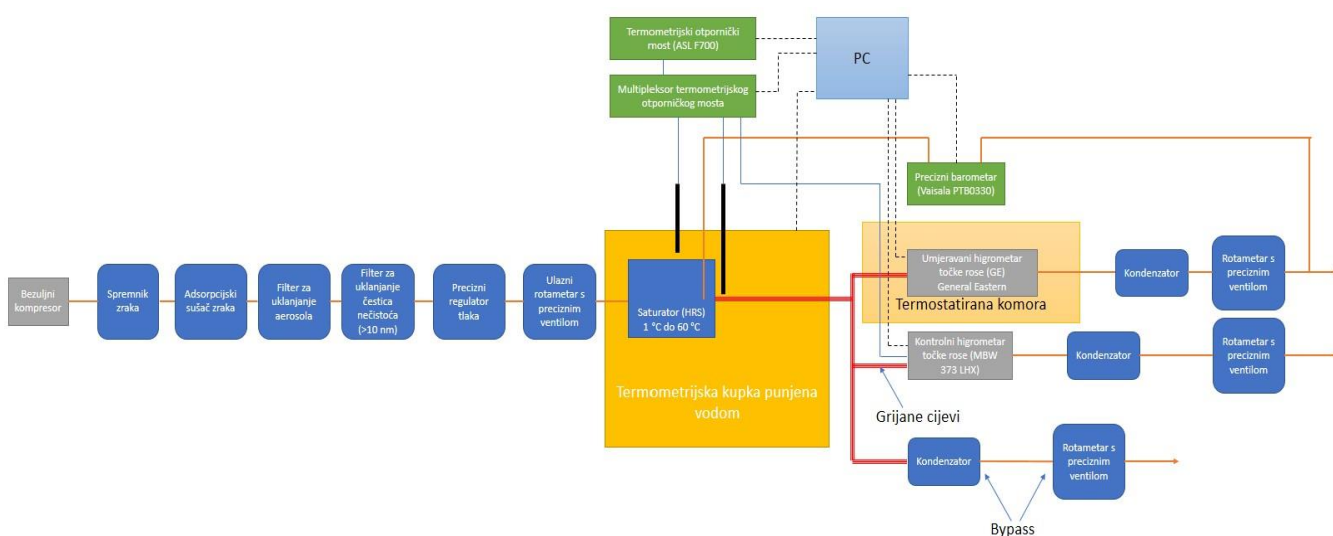 Termometrijski otpornički
most (ASL F700)
PC
Multipleksor termometrijskog
otporničkog mosta
Precizni barometar
(Vaisala PTB0330)
Bezuljni
kompresor
Spremnik
zraka
Adsorpcijski
sušač zraka
Filter za
uklanjanje
aerosola
Filter za
uklanjanje
čestica
nečistoća
(>10 nm)
Precizni
regulator
tlaka
Ulazni
rotametar s
preciznim
ventilom
Saturator (HRS)
1 °C do 60 °C
Termometrijska kupka punjena
vodom
Umjeravani higrometar
točke rose (GE)
General Eastern
Termostatirana komora
Kondenzator
Rotametar s
preciznim
ventilom
Kontrolni higrometar
točke rose (MBW
373 LHX)
Kondenzator
Rotametar s
preciznim
ventilom
Grijane cijevi
Kondenzator
Rotametar s
preciznim
ventilom
Bypass